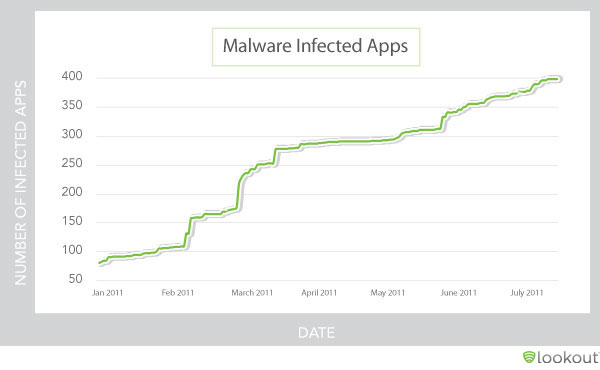 Malware Infected Apps
NUMBER OF INFECTED APPS
400
350
300
250
200
150
100
50
Jan 2011 Feb 2011 March 2011 April 2011 May 2011 June 2011 July 2011
DATE
lookout